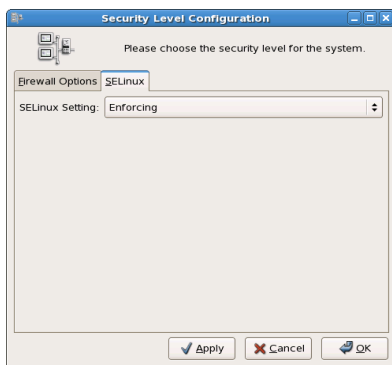 Security Level Configuration
Please choose the security level for the system.
Firewall Options SELinux
SELinux Setting: Enforcing
Apply Cancel OK